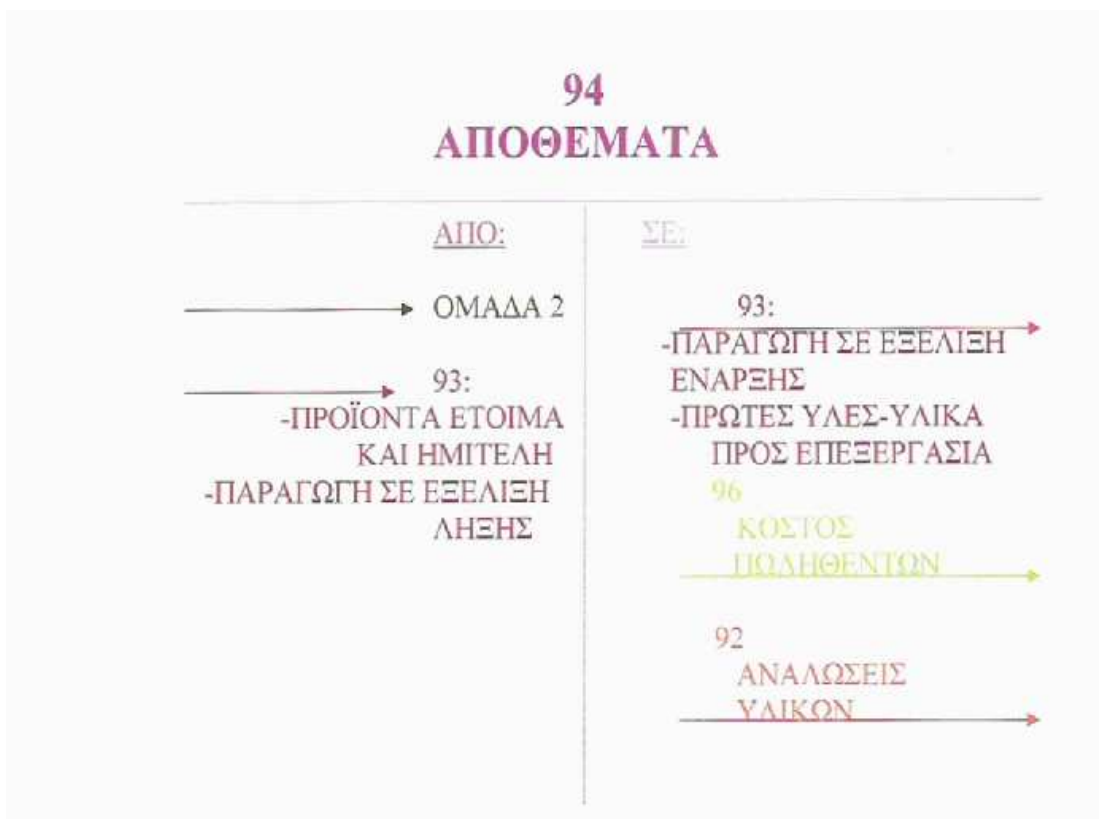 94
ΑΠΟΘΕΜΑΤΑ
ΑΠΟ:
ΟΜΑΔΑ 2
93:
-ΠΡΟΪΟΝΤΑ ΕΤΟΙΜΑ
ΚΑΙ ΗΜΙΤΕΛΗ
-ΠΑΡΑΓΩΓΗ ΣΕ ΕΞΕΛΙΞΗ
ΛΗΞΗΣ
ΣΕ:
93:
-ΠΑΡΑΓΩΓΗ ΣΕ ΕΞΕΛΙΞΗ
ΕΝΑΡΞΗΣ
-ΠΡΩΤΕΣ ΥΛΕΣ-ΥΛΙΚΑ
ΠΡΟΣ ΕΠΕΞΕΡΓΑΣΙΑ
96
ΚΟΣΤΟΣ
ΠΩΛΗΘΕΝΤΩΝ
92
ΑΝΑΛΩΣΕΙΣ
ΥΛΙΚΩΝ